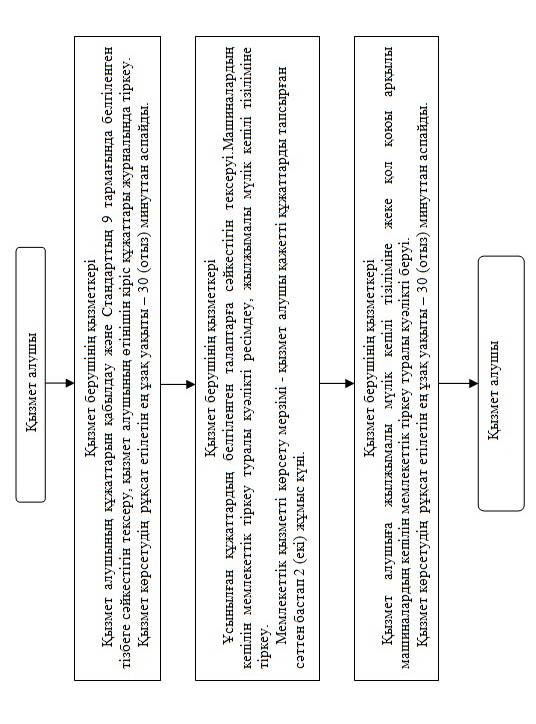 Қызмет алушы
Қызмет берушінің қызметкері
Қызмет алушының құжаттарын қабылдау және Стандарттың 9 тармағында белгіленген
тізбеге сәйкестігін тексеру, қызмет алушының өтінішін кіріс құжаттары журналында тіркеу.
Қызмет көрсетудің рұқсат етілетін ең ұзақ уақыты – 30 (отыз) минуттан аспайды.
Қызмет берушінің қызметкері
Ұсынылған құжаттардың белгіленген талаптарға сәйкестігін тексеруі.Машиналардың
кепілін мемлекеттік тіркеу туралы куәлікті ресімдеу, жылжымалы мүлік кепілі тізіліміне
тіркеу.
Мемлекеттік қызметті көрсету мерзімі - қызмет алушы қажетті құжаттарды тапсырған
сәттен бастап 2 (екі) жұмыс күні.
Қызмет берушінің қызметкері
Қызмет алушыға жылжымалы мүлік кепілі тізіліміне жеке қол қоюы арқылы
машиналардың кепілін мемлекеттік тіркеу туралы куәлікті беруі.
Қызмет көрсетудің рұқсат етілетін ең ұзақ уақыты – 30 (отыз) минуттан аспайды.
Қызмет алушы